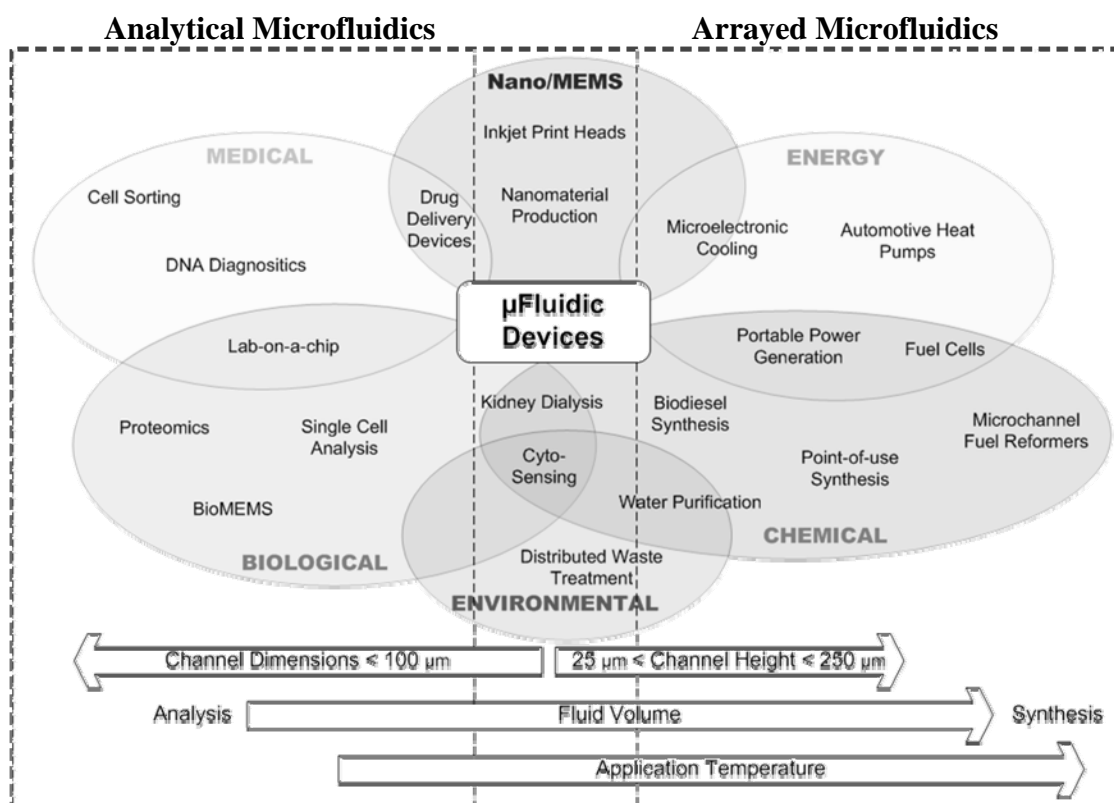 Analytical Microfluidics
Arrayed Microfluidics
Nano/MEMS
Inkjet Print Heads
Nanomaterial
Production
MEDICAL
Cell Sorting
DNA Diagnositics
Drug
Delivery
Devices
ENERGY
Microelectronic
Cooling
Automotive Heat
Pumps
µFluidic
Devices
Lab-on-a-chip
Portable Power
Generation
Fuel Cells
Proteomics
Single Cell
Analysis
BioMEMS
BIOLOGICAL
Kidney Dialysis
Cyto-
Sensing
Biodiesel
Synthesis
Microchannel
Fuel Reformers
Point-of-use
Synthesis
Water Purification
CHEMICAL
Distributed Waste
Treatment
ENVIRONMENTAL
Channel Dimensions < 100 µm
25 µm < Channel Height < 250 µm
Analysis
Fluid Volume
Synthesis
Application Temperature